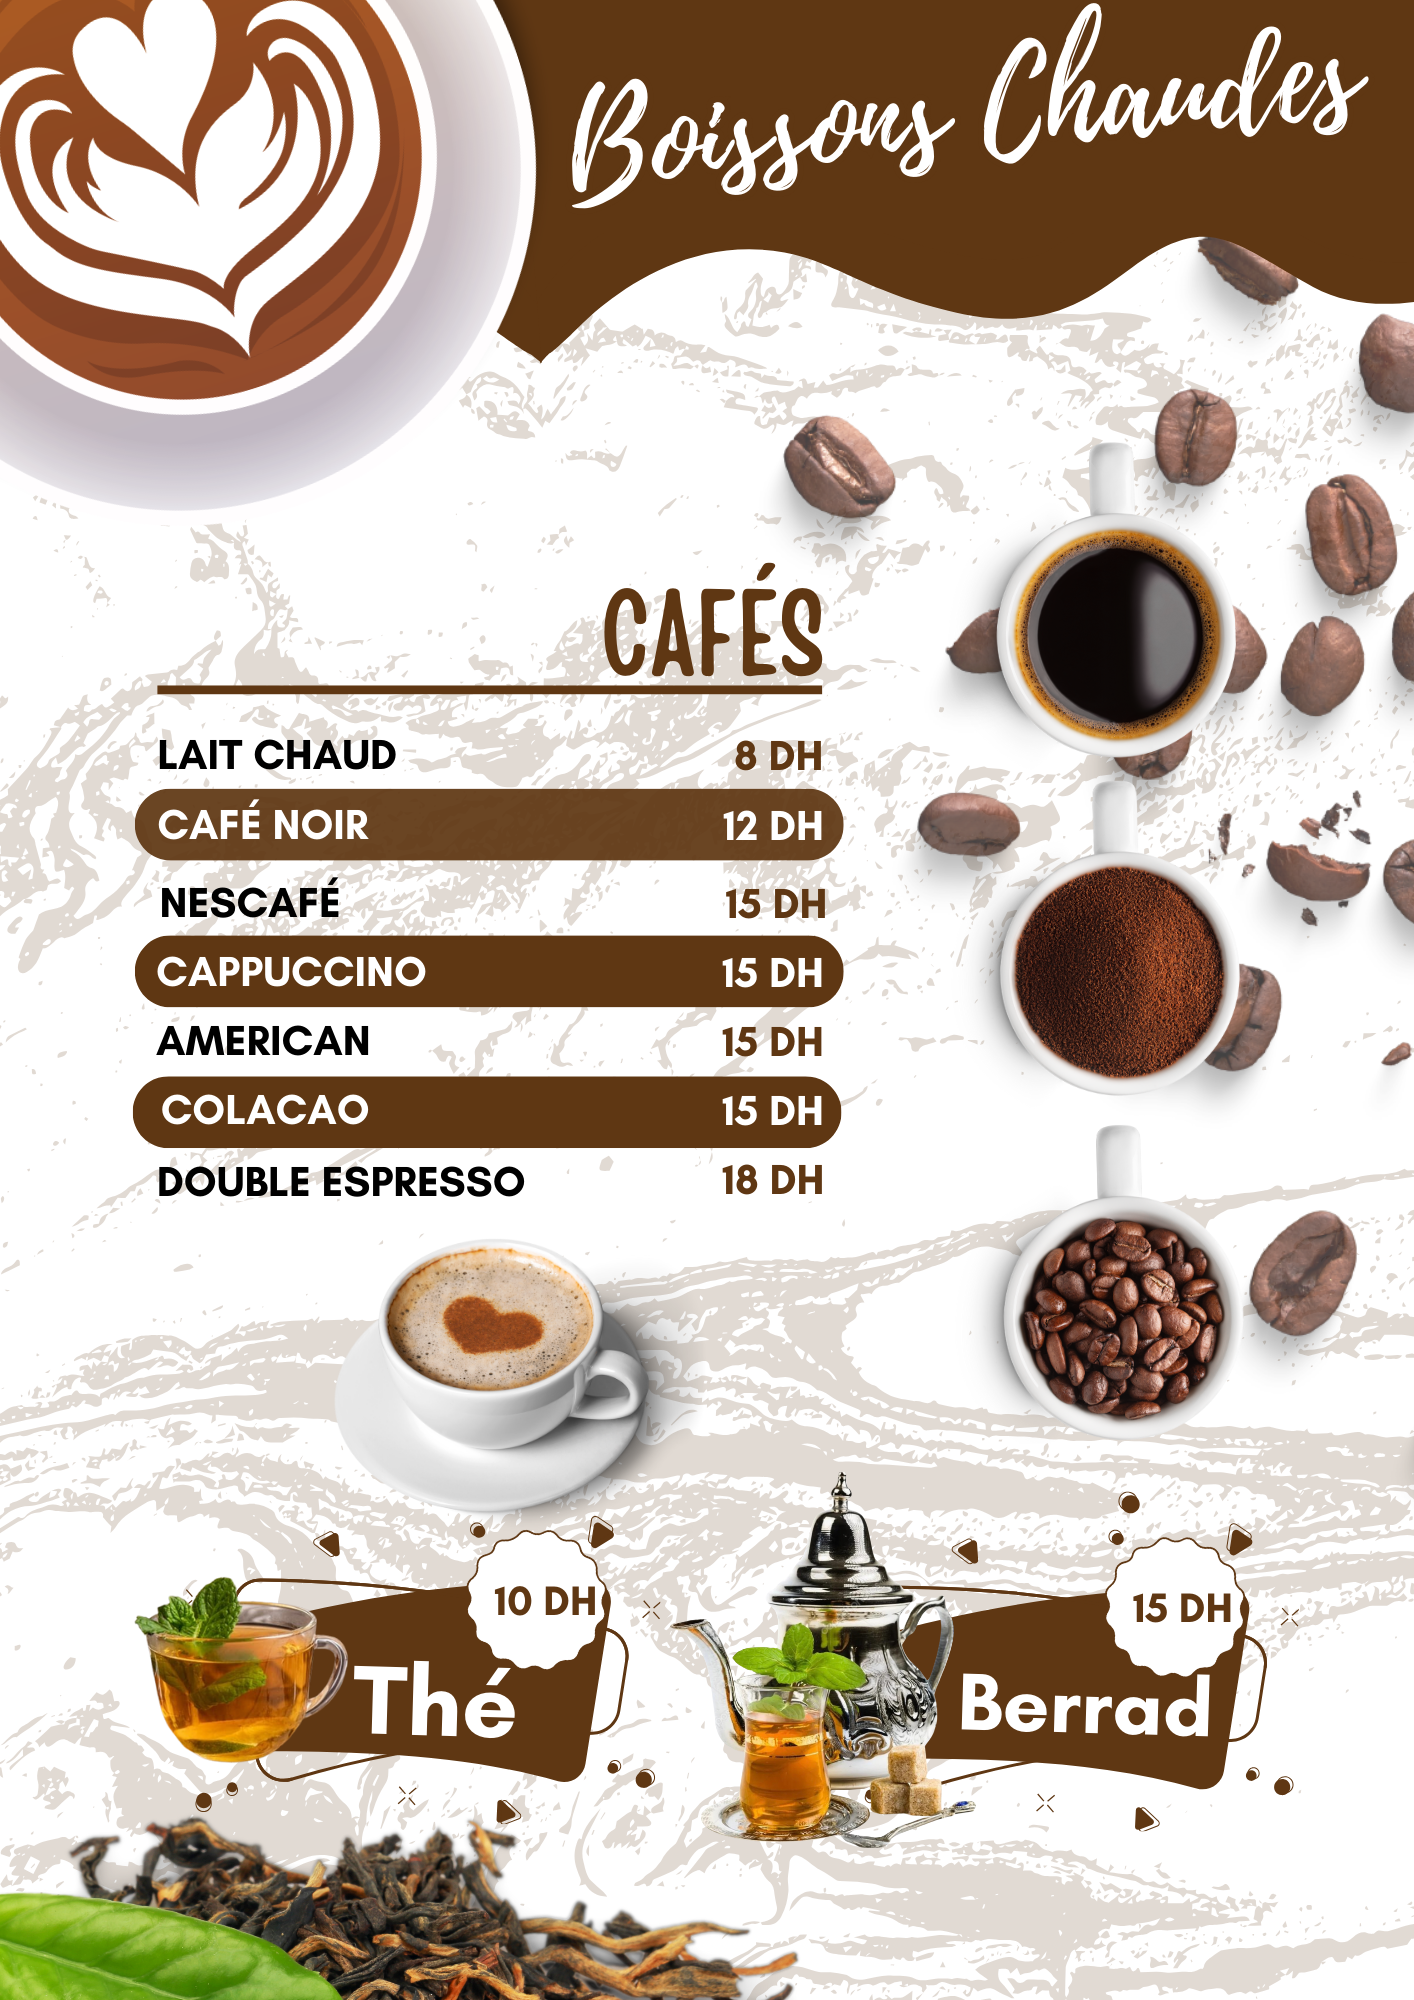 Boissons Chaudes
CAFÉS
LAIT CHAUD 8 DH
CAFÉ NOIR 12 DH
NESCAFÉ 15 DH
CAPPUCCINO 15 DH
AMERICAN 15 DH
COLACAO 15 DH
DOUBLE ESPRESSO 18 DH
10 DH
Thé
15 DH
Berrad